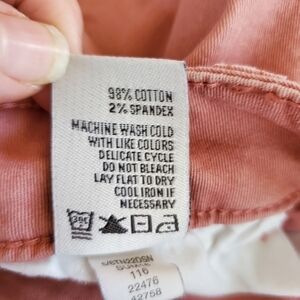 98% COTTON
2% SPANDEX
MACHINE WASH COLD
WITH LIKE COLORS
DELICATE CYCLE
DO NOT BLEACH
LAY FLAT TO DRY
COOL IRON IF
NECESSARY
116
22476
42758